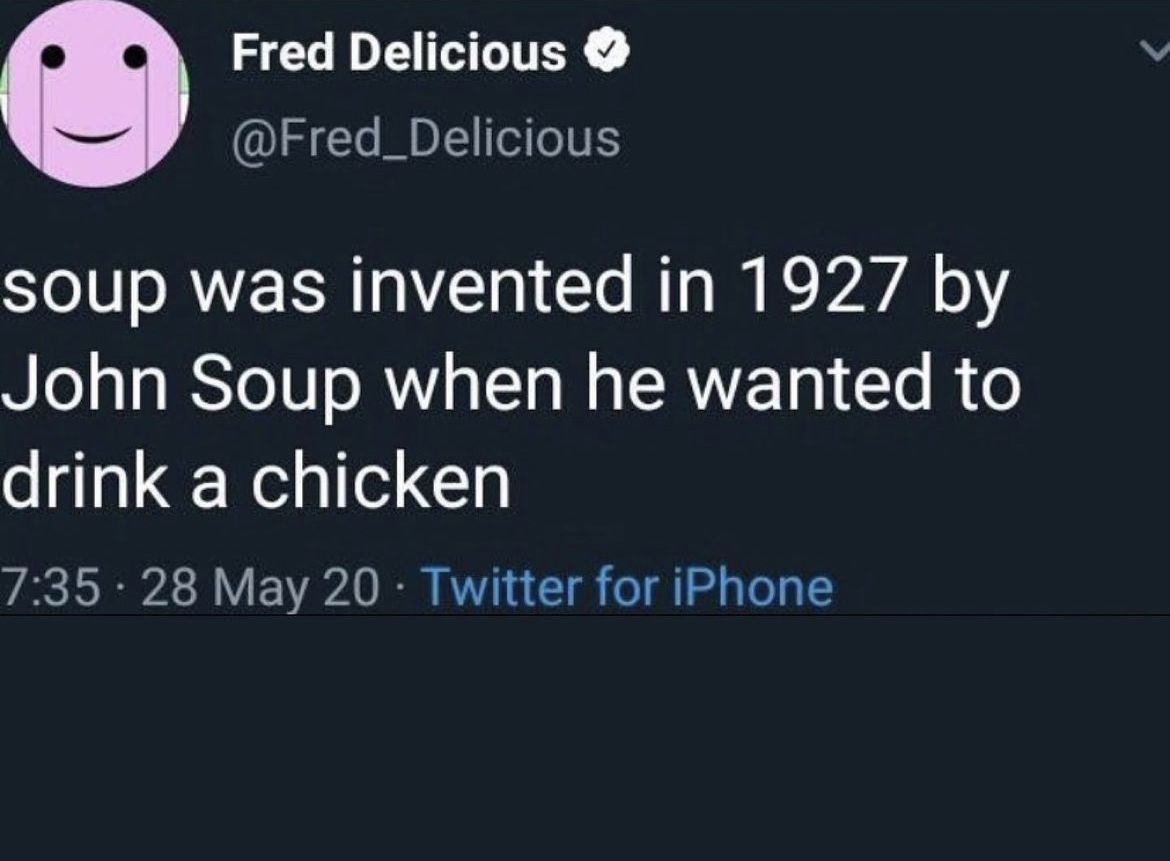 Fred Delicious
@Fred_Delicious
soup was invented in 1927 by
John Soup when he wanted to
drink a chicken
7:35 · 28 May 20 · Twitter for iPhone